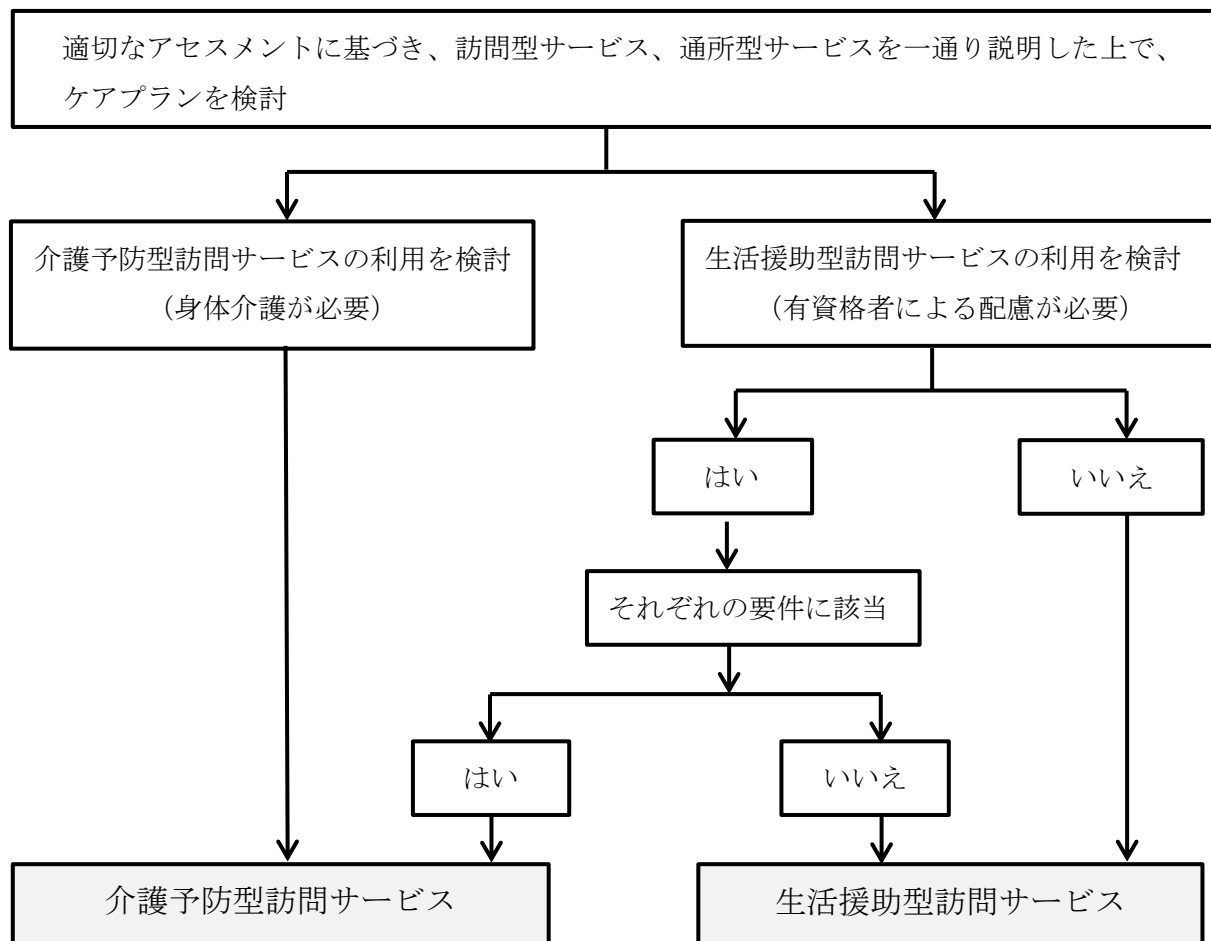 適切なアセスメントに基づき、訪問型サービス、通所型サービスを一通り説明した上で、
ケアプランを検討
介護予防型訪問サービスの利用を検討
（身体介護が必要）
生活援助型訪問サービスの利用を検討
（有資格者による配慮が必要）
はい
いいえ
それぞれの要件に該当
はい
いいえ
介護予防型訪問サービス
生活援助型訪問サービス